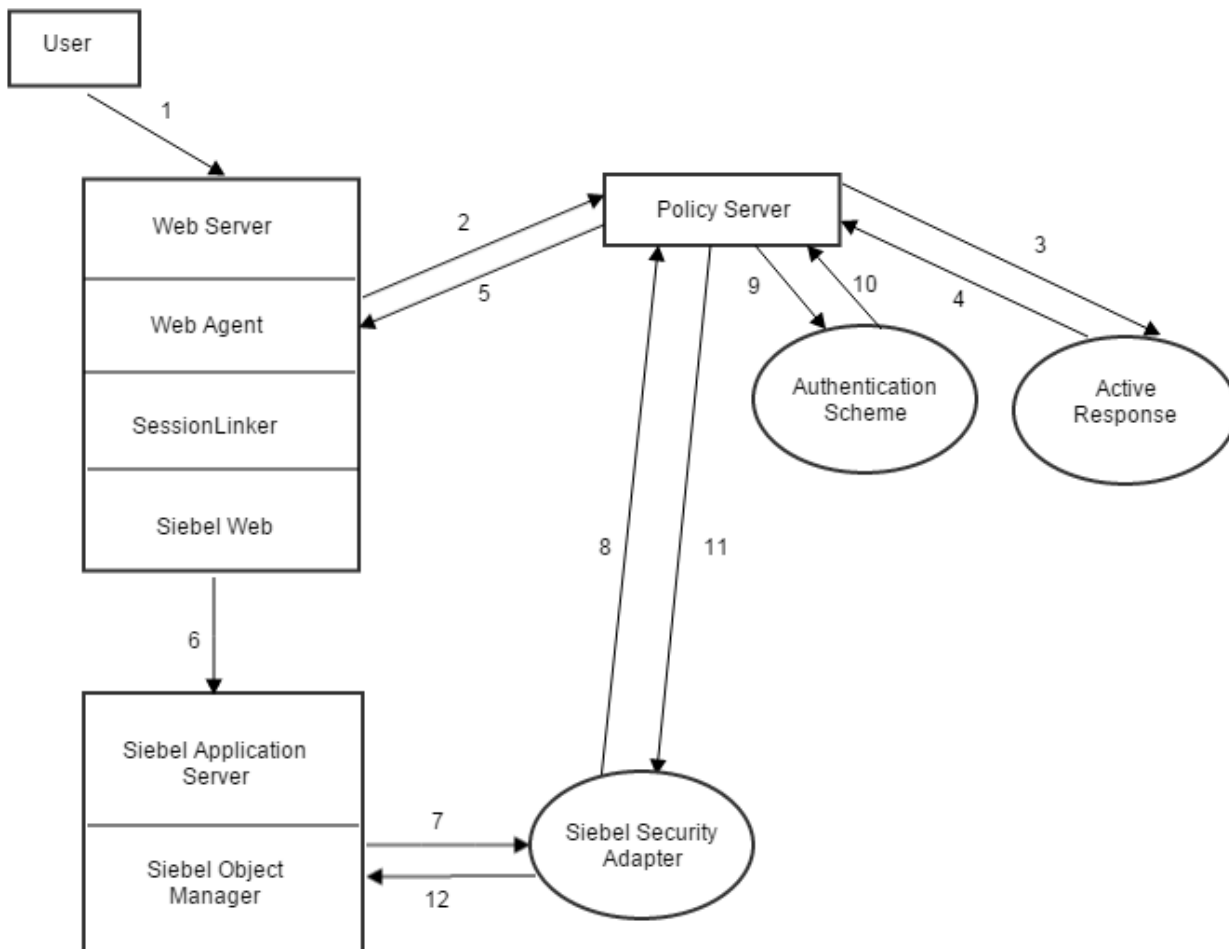 User
1
Web Server
Policy Server
2
3
5
9
10
4
Web Agent
Authentication
Scheme
Active
Response
SessionLinker
Siebel Web
8
11
6
Siebel Application
Server
7
Siebel Security
Adapter
Siebel Object
Manager
12